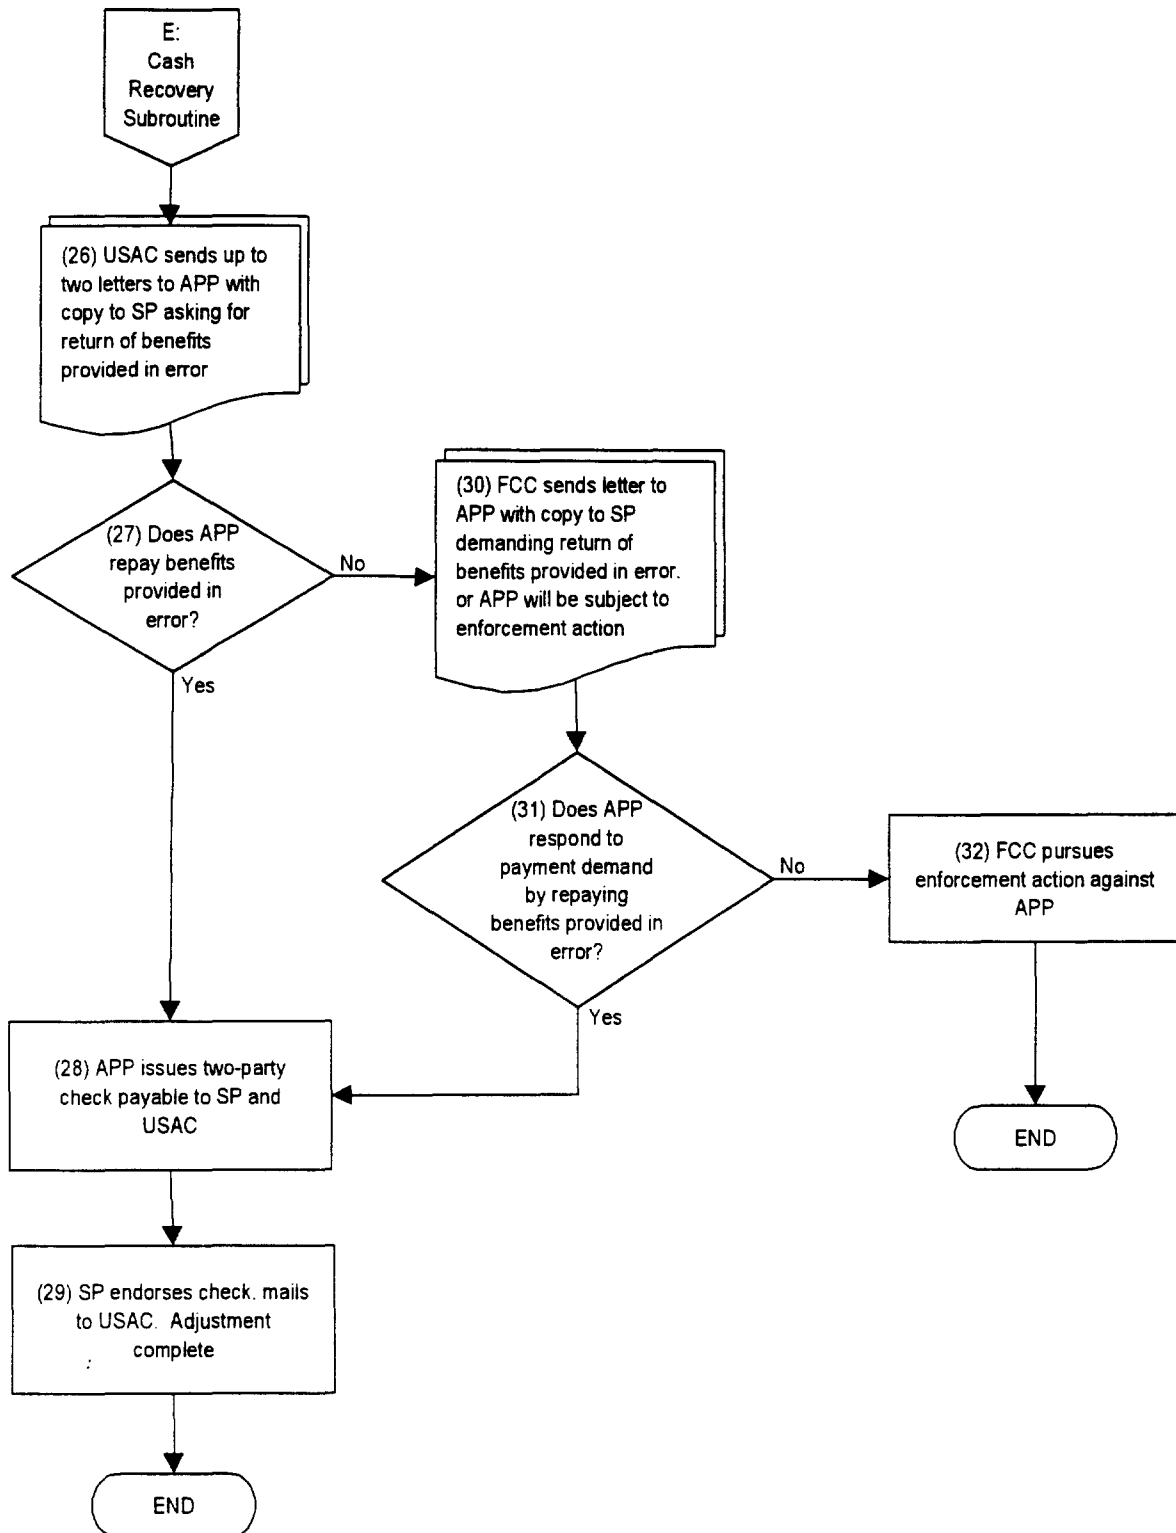 E:
Cash
Recovery
Subroutine
(26) USAC sends up to
two letters to APP with
copy to SP asking for
return of benefits
provided in error
(27) Does APP
repay benefits
provided in
error?
No
Yes
(30) FCC sends letter to
APP with copy to SP
demanding return of
benefits provided in error.
or APP will be subject to
enforcement action
(31) Does APP
respond to
payment demand
by repaying
benefits provided in
error?
No
Yes
(32) FCC pursues
enforcement action against
APP
END
(28) APP issues two-party
check payable to SP and
USAC
(29) SP endorses check. mails
to USAC. Adjustment
complete
END